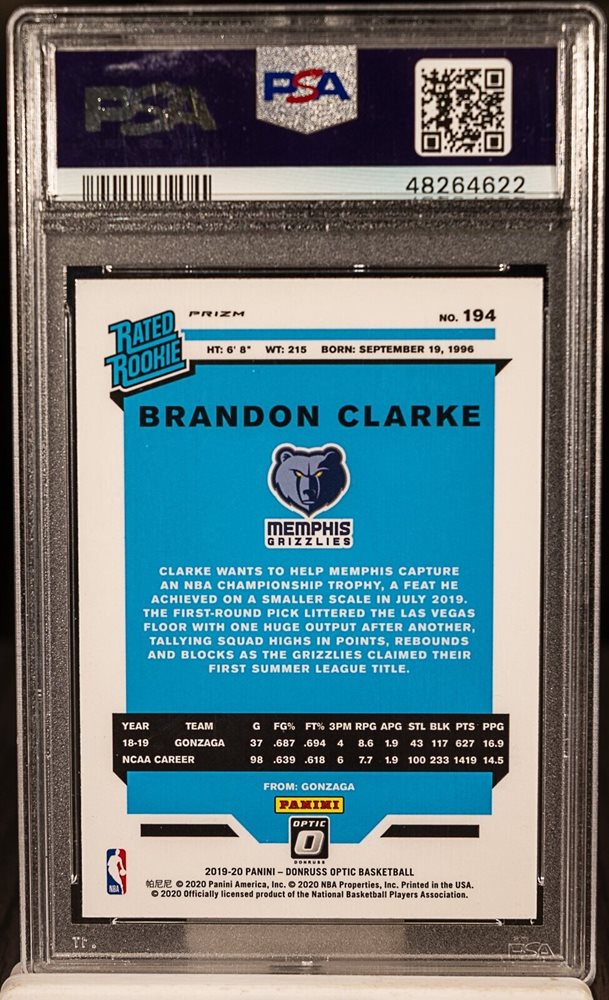 PSA
PSA
48264622
RATED
ROOKIE
PRIZM
NO. 194
HT: 6' 8" WT: 215 BORN: SEPTEMBER 19, 1996
BRANDON CLARKE
MEMPHIS
GRIZZLIES
CLARKE WANTS TO HELP MEMPHIS CAPTURE
AN NBA CHAMPIONSHIP TROPHY, A FEAT HE
ACHIEVED ON A SMALLER SCALE IN JULY 2019.
THE FIRST-ROUND PICK LITTERED THE LAS VEGAS
FLOOR WITH ONE HUGE OUTPUT AFTER ANOTHER,
TALLYING SQUAD HIGHS IN POINTS, REBOUNDS
AND BLOCKS AS THE GRIZZLIES CLAIMED THEIR
FIRST SUMMER LEAGUE TITLE.
YEAR TEAM G FG% FT% 3PM RPG APG STL BLK PTS PPG
18-19 GONZAGA 37 .687 .694 4 8.6 1.9 43 117 627 16.9
NCAA CAREER 98 .639 .618 6 7.7 1.9 100 233 1419 14.5
FROM: GONZAGA
PANINI
OPTIC
DONRUSS
NBA
2019-20 PANINI – DONRUSS OPTIC BASKETBALL
帕尼尼 © 2020 Panini America, Inc. © 2020 NBA Properties, Inc. Printed in the USA.
© 2020 Officially licensed product of the National Basketball Players Association.
PSA